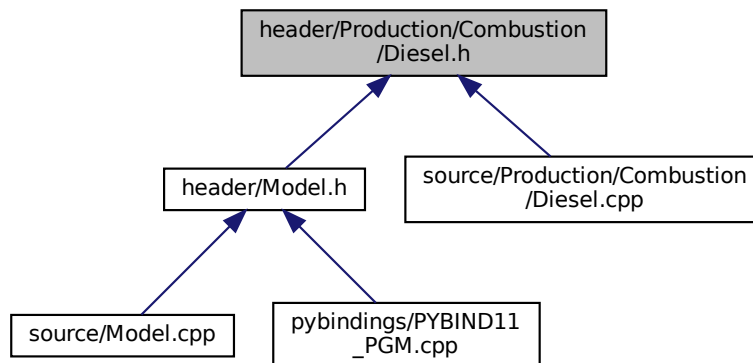 header/Production/Combustion
/Diesel.h
header/Model.h
source/Production/Combustion
/Diesel.cpp
source/Model.cpp
pybindings/PYBIND11
_PGM.cpp